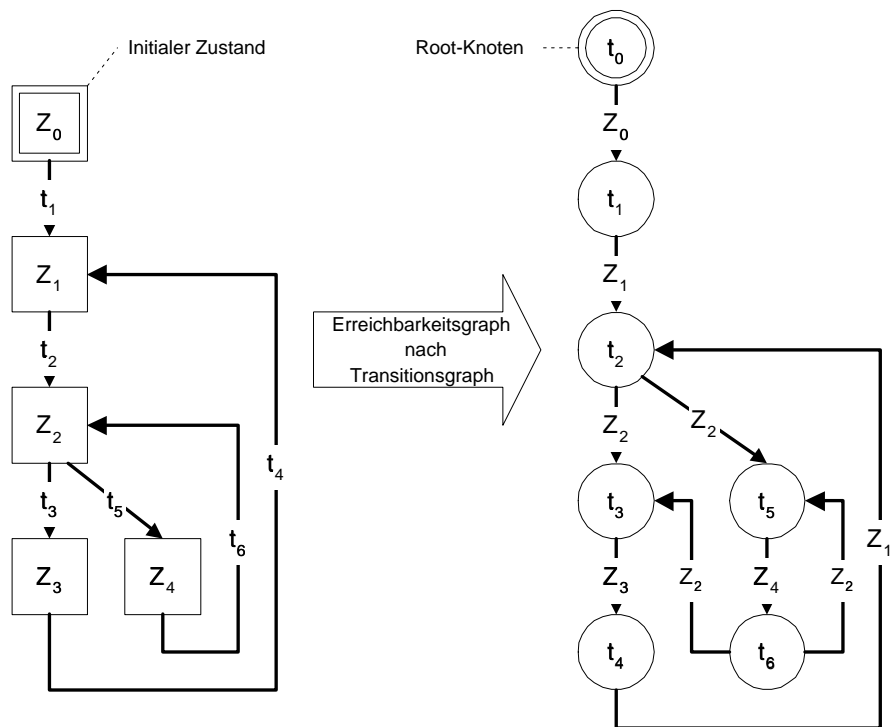 Initialer Zustand
Z₀
t₁
Z₁
t₂
Z₂
t₃
t₅
t₄
t₆
Z₃
Z₄
Erreichbarkeitsgraph
nach
Transitionsgraph
Root-Knoten
t₀
Z₀
t₁
Z₁
t₂
Z₂
Z₂
t₃
t₅
Z₁
Z₃
Z₂
Z₄
Z₂
t₄
t₆